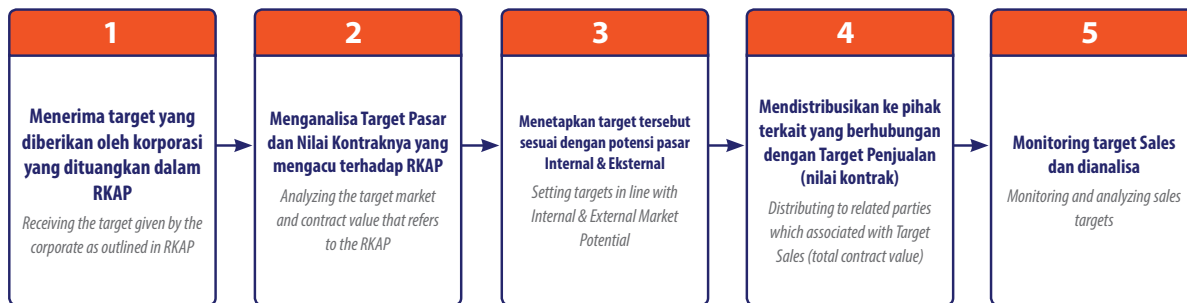 1
Menerima target yang
diberikan oleh korporasi
yang dituangkan dalam
RKAP
Receiving the target given by the
corporate as outlined in RKAP
2
Menganalisa Target Pasar
dan Nilai Kontraknya yang
mengacu terhadap RKAP
Analyzing the target market
and contract value that refers
to the RKAP
3
Menetapkan target tersebut
sesuai dengan potensi pasar
Internal & Eksternal
Setting targets in line with
Internal & External Market
Potential
4
Mendistribusikan ke pihak
terkait yang berhubungan
dengan Target Penjualan
(nilai kontrak)
Distributing to related parties
which associated with Target
Sales (total contract value)
5
Monitoring target Sales
dan dianalisa
Monitoring and analyzing sales
targets